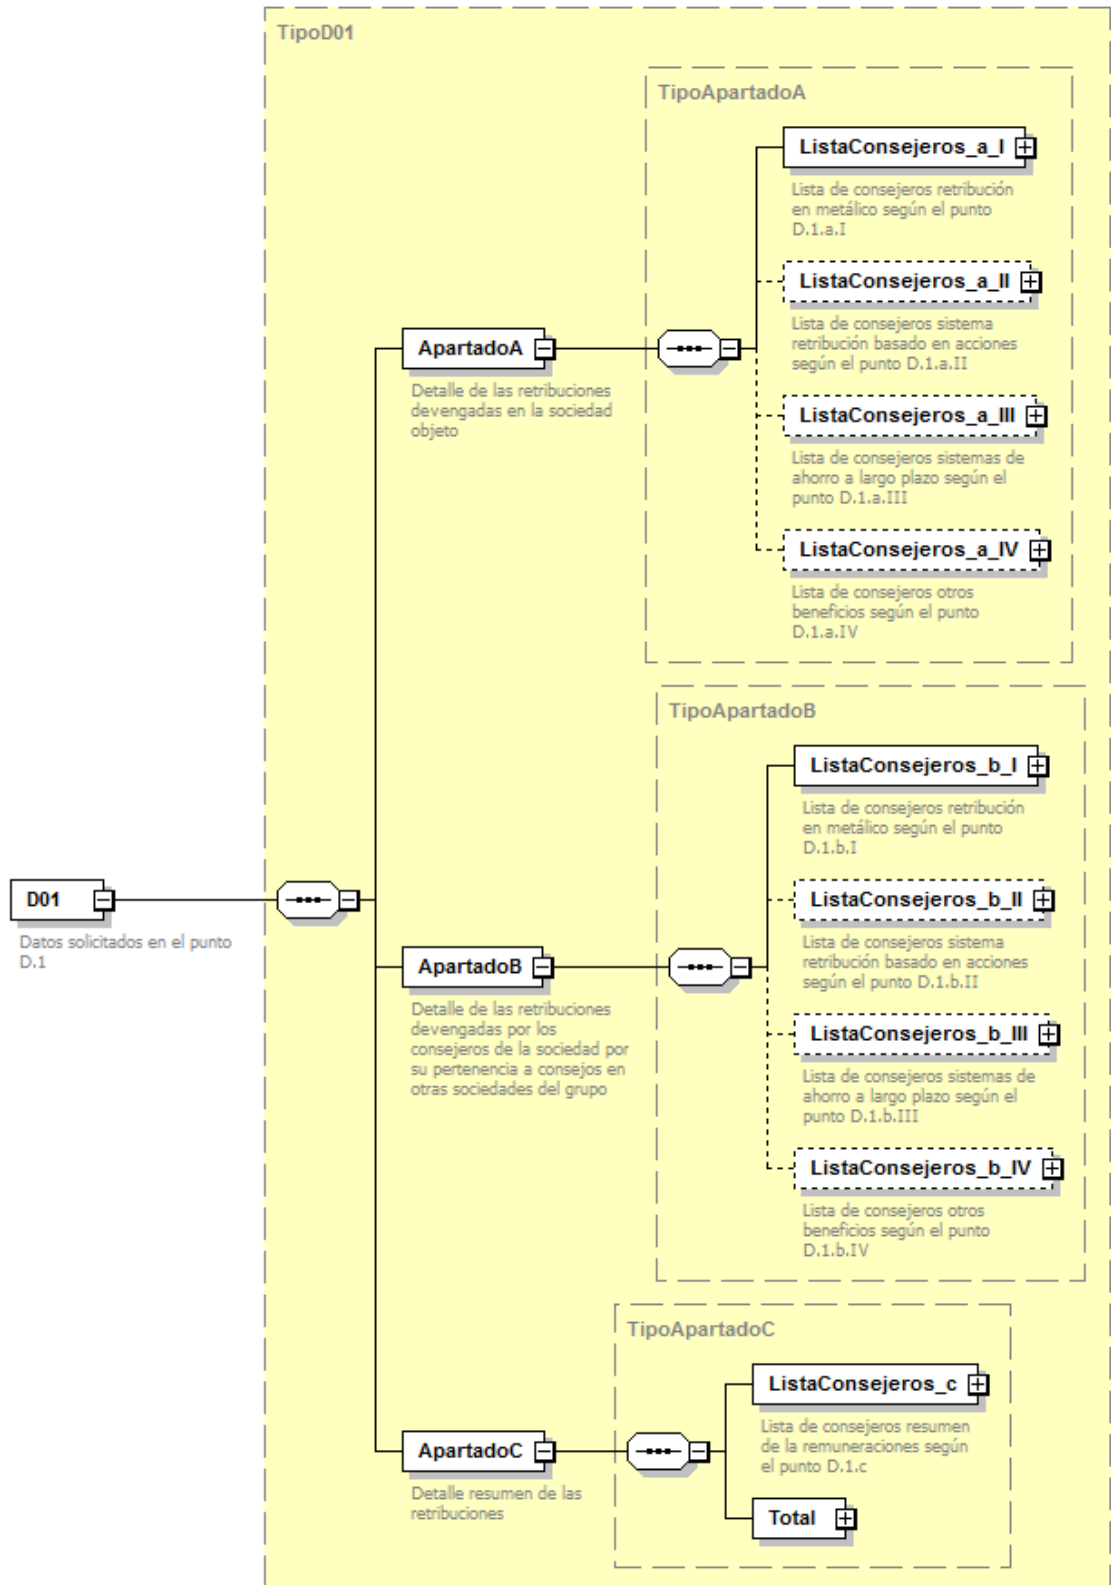 TipoD01
TipoApartadoA
ListaConsejeros_a_I
Lista de consejeros retribución
en metálico según el punto
D.1.a.I
ListaConsejeros_a_II
Lista de consejeros sistema
retribución basado en acciones
según el punto D.1.a.II
ApartadoA
Detalle de las retribuciones
devengadas en la sociedad
objeto
ListaConsejeros_a_III
Lista de consejeros sistemas de
ahorro a largo plazo según el
punto D.1.a.III
ListaConsejeros_a_IV
Lista de consejeros otros
beneficios según el punto
D.1.a.IV
TipoApartadoB
ListaConsejeros_b_I
Lista de consejeros retribución
en metálico según el punto
D.1.b.I
D01
Datos solicitados en el punto
D.1
ListaConsejeros_b_II
Lista de consejeros sistema
retribución basado en acciones
según el punto D.1.b.II
ApartadoB
Detalle de las retribuciones
devengadas por los
consejeros de la sociedad por
su pertenencia a consejos en
otras sociedades del grupo
ListaConsejeros_b_III
Lista de consejeros sistemas de
ahorro a largo plazo según el
punto D.1.b.III
ListaConsejeros_b_IV
Lista de consejeros otros
beneficios según el punto
D.1.b.IV
TipoApartadoC
ListaConsejeros_c
Lista de consejeros resumen
de la remuneraciones según
el punto D.1.c
ApartadoC
Detalle resumen de las
retribuciones
Total